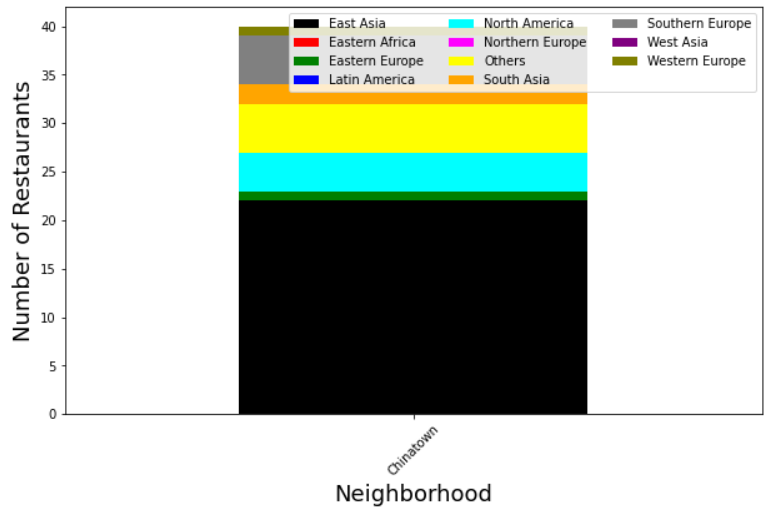 East Asia
Eastern Africa
Eastern Europe
Latin America
North America
Northern Europe
Others
South Asia
Southern Europe
West Asia
Western Europe
Number of Restaurants
40
35
30
25
20
15
10
5
0
Chinatown
Neighborhood